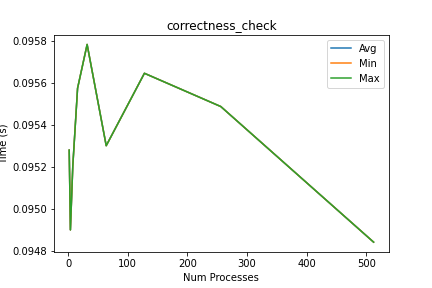 correctness_check
Avg
Min
Max
0.0958
0.0956
0.0954
0.0952
0.0950
0.0948
Time (s)
0
100
200
300
400
500
Num Processes